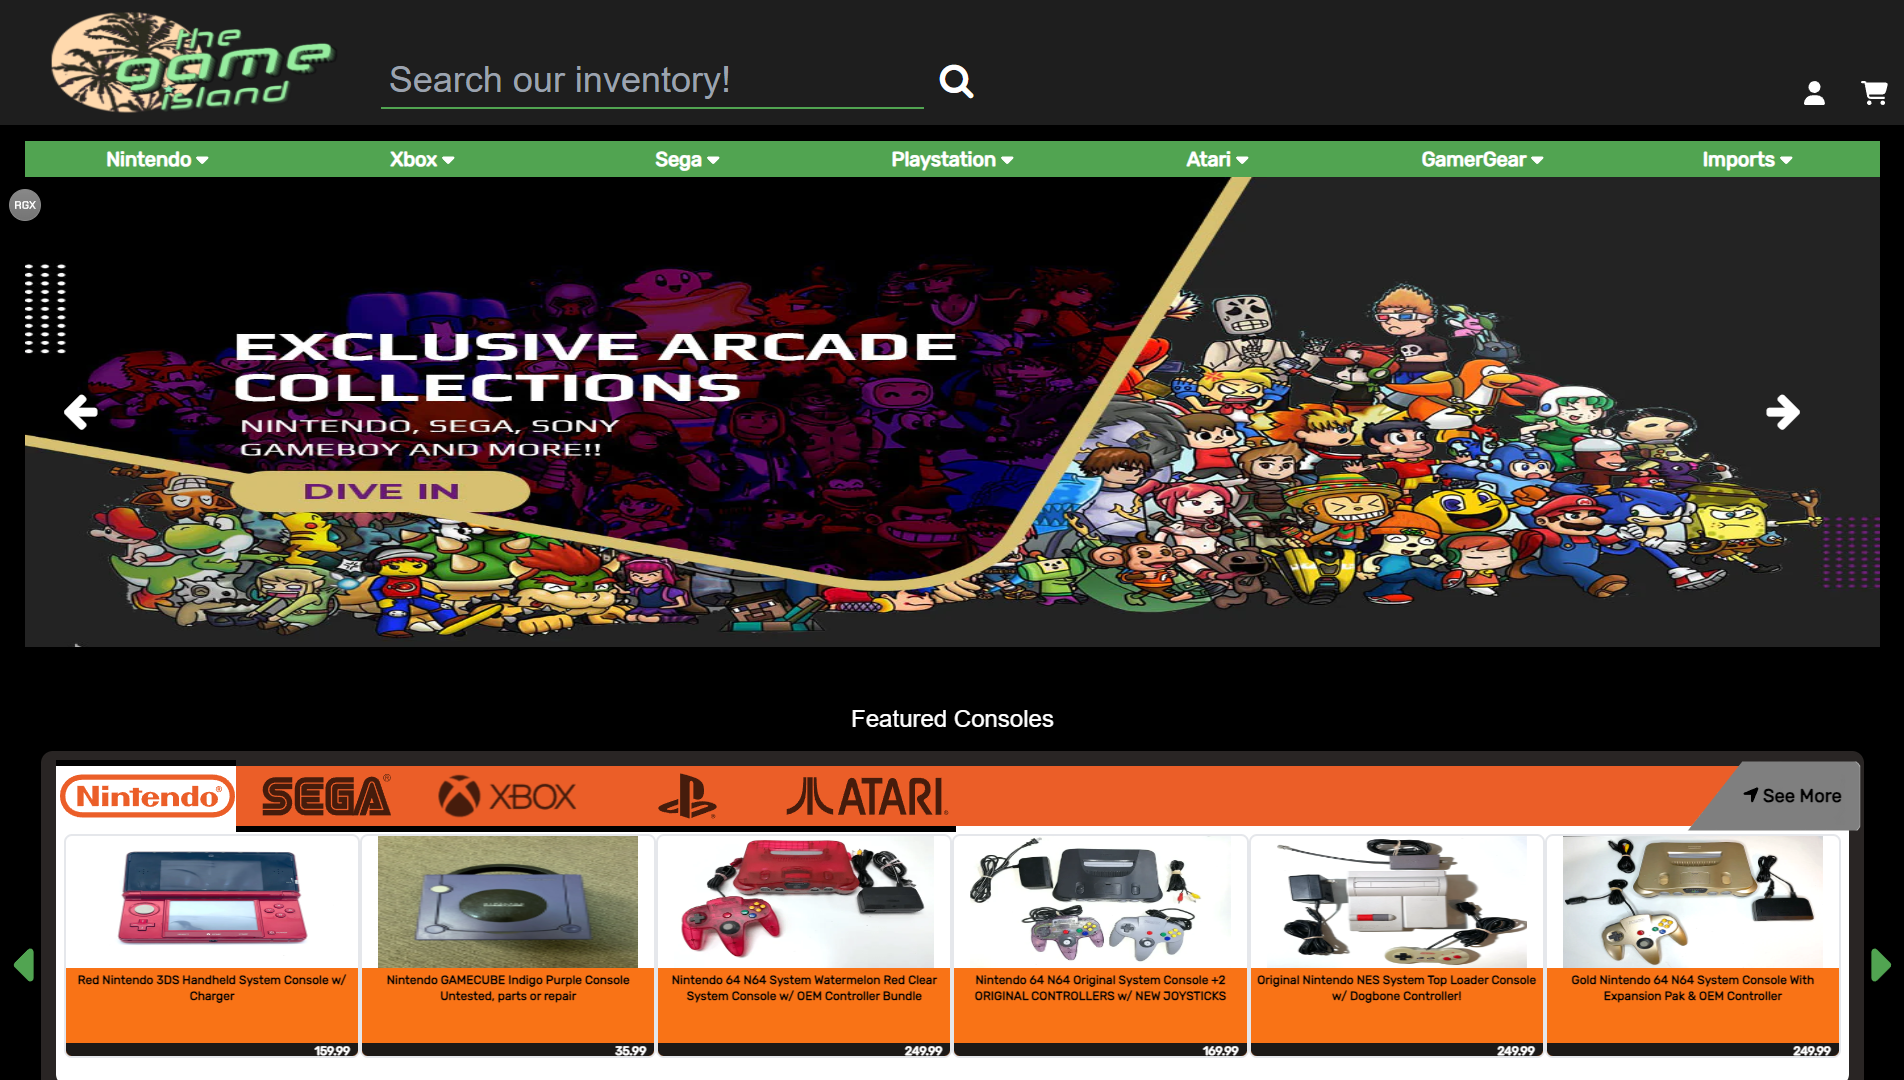 the
game
island
Search our inventory!
Nintendo Xbox Sega Playstation Atari GamerGear Imports
RGX
EXCLUSIVE ARCADE
COLLECTIONS
NINTENDO, SEGA, SONY
GAMEBOY AND MORE!!
DIVE IN
Featured Consoles
Nintendo® SEGA® XBOX ATARI See More
Red Nintendo 3DS Handheld System Console w/
Charger
159.99
Nintendo GAMECUBE Indigo Purple Console
Untested, parts or repair
35.99
Nintendo 64 N64 System Watermelon Red Clear
System Console w/ OEM Controller Bundle
249.99
Nintendo 64 N64 Original System Console +2
ORIGINAL CONTROLLERS w/ NEW JOYSTICKS
169.99
Original Nintendo NES System Top Loader Console
w/ Dogbone Controller!
249.99
Gold Nintendo 64 N64 System Console With
Expansion Pak & OEM Controller
249.99